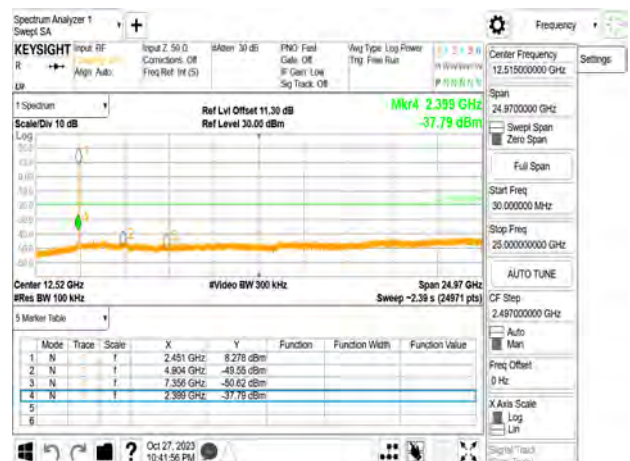 Spectrum Analyzer 1
Swept SA
Frequency
Settings
KEYSIGHT Input: RF
Input Z: 50 Ω
#Atten: 30 dB
PNO: Fast
Avg Type: Log-Power
Corrections: Off
Gate: Off
Trig: Free Run
Align: Auto
Freq Ref: Int (S)
IF Gain: Low
Sig Track: Off
1 Spectrum
Scale/Div 10 dB
Ref Lvl Offset 11.30 dB
Ref Level 30.00 dBm
Mkr4 2.399 GHz
-37.79 dBm
Log
Center 12.52 GHz
#Res BW 100 kHz
#Video BW 300 kHz
Span 24.97 GHz
Sweep ~2.39 s (24971 pts)
5 Marker Table
Mode Trace Scale X Y Function Function Width Function Value
1 N f 2.451 GHz 8.278 dBm
2 N f 4.904 GHz -49.55 dBm
3 N f 7.356 GHz -50.62 dBm
4 N f 2.399 GHz -37.79 dBm
5
6
Oct 27, 2023
10:41:56 PM
Center Frequency
12.515000000 GHz
Span
24.9700000 GHz
Swept Span
Zero Span
Full Span
Start Freq
30.000000 MHz
Stop Freq
25.000000000 GHz
AUTO TUNE
CF Step
2.497000000 GHz
Auto
Man
Freq Offset
0 Hz
X Axis Scale
Log
Lin
Signal Track